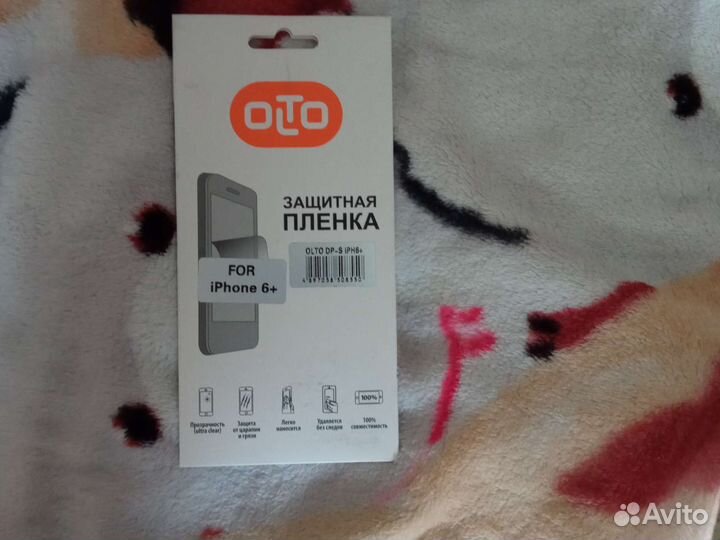 OLTO
ЗАЩИТНАЯ
ПЛЕНКА
OLTO DP-S iPH6+
FOR
iPhone 6+
100%
Прозрачность
(ultra clear)
Защита
от царапин
и грязи
Легко
наносится
Удаляется
без следов
100%
совместимость
Avito